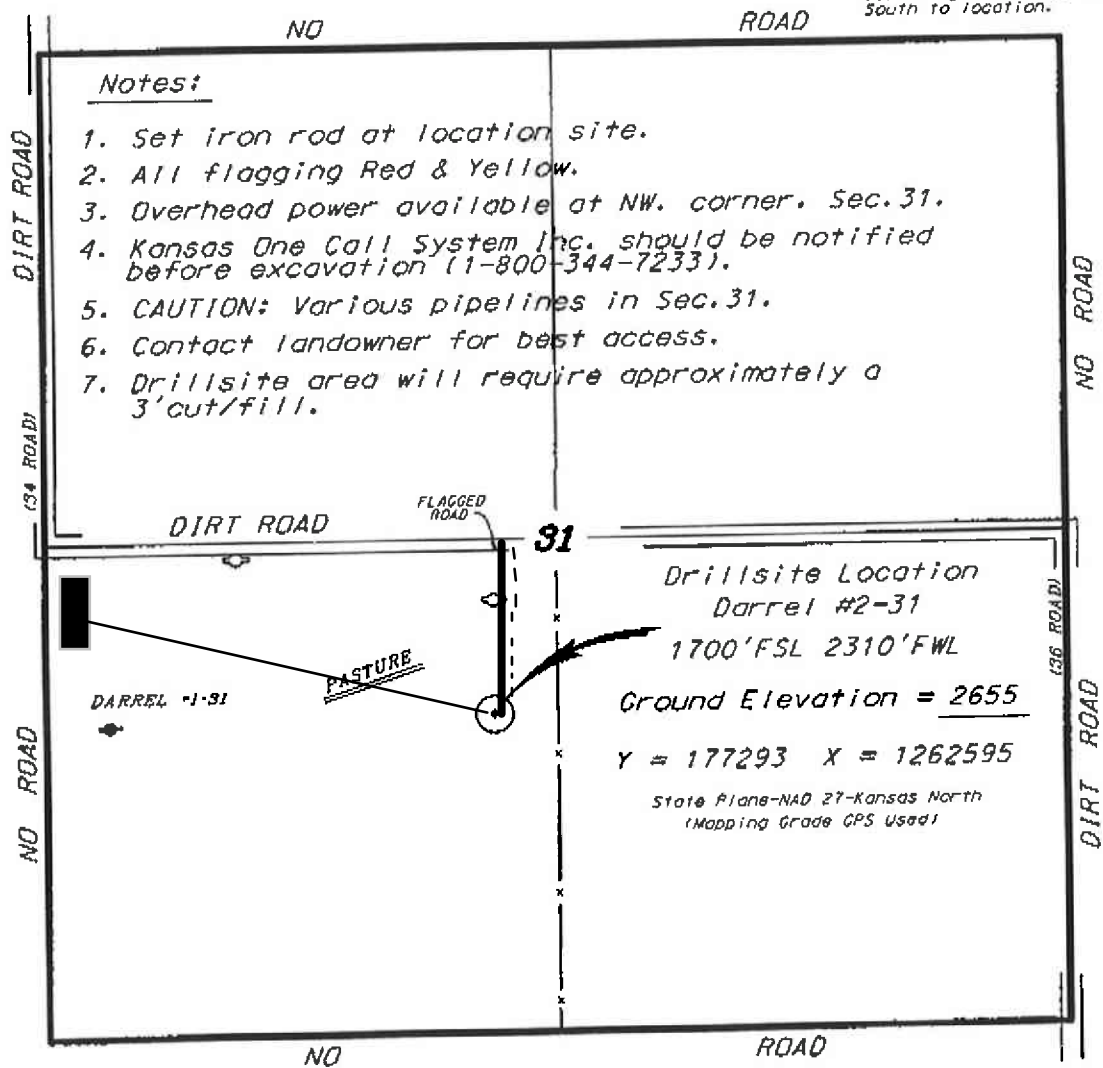 South to location.
NO ROAD
Notes:
1. Set iron rod at location site.
2. All flagging Red & Yellow.
3. Overhead power available at NW. corner. Sec.31.
4. Kansas One Call System Inc. should be notified
before excavation (1-800-344-7233).
5. CAUTION: Various pipelines in Sec.31.
6. Contact landowner for best access.
7. Drillsite area will require approximately a
3'cut/fill.
DIRT ROAD
NO ROAD
(34 ROAD)
DIRT ROAD
FLAGGED
ROAD
31
Drillsite Location
Darrel #2-31
1700'FSL 2310'FWL
(36 ROAD)
PASTURE
DARREL #1-31
Ground Elevation = 2655
Y = 177293 X = 1262595
State Plane-NAD 27-Kansas North
(Mapping Grade GPS Used)
NO ROAD
DIRT ROAD
NO ROAD